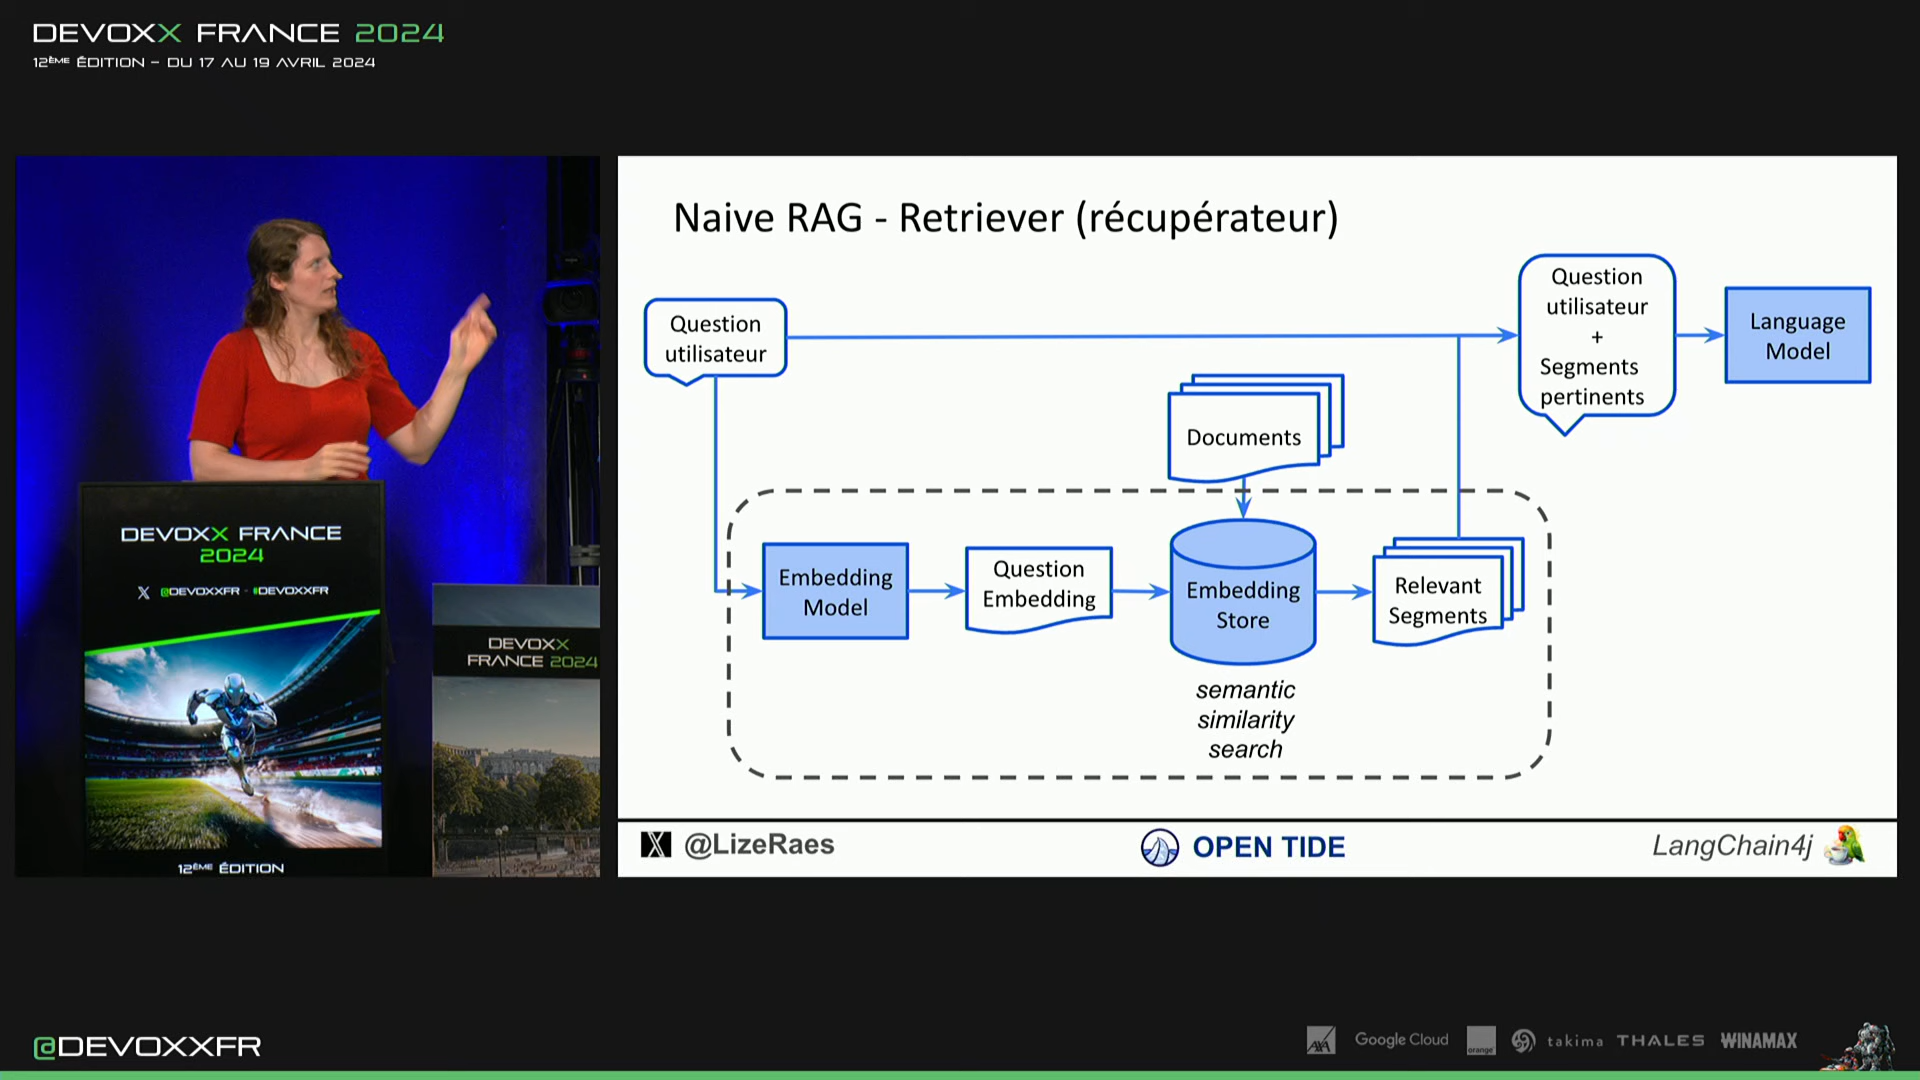 DEVOXX FRANCE 2024
12ÈME ÉDITION – DU 17 AU 19 AVRIL 2024
DEVOXX FRANCE
2024
X @DEVOXXFR - #DEVOXXFR
12ÈME ÉDITION
DEVOXX
FRANCE 2024
Naive RAG - Retriever (récupérateur)
Question
utilisateur
Question
utilisateur
+
Segments
pertinents
Language
Model
Documents
Embedding
Model
Question
Embedding
Embedding
Store
Relevant
Segments
semantic
similarity
search
X @LizeRaes
OPEN TIDE
LangChain4j
@DEVOXXFR
AXA
Google Cloud
orange
takima
THALES
WINAMAX